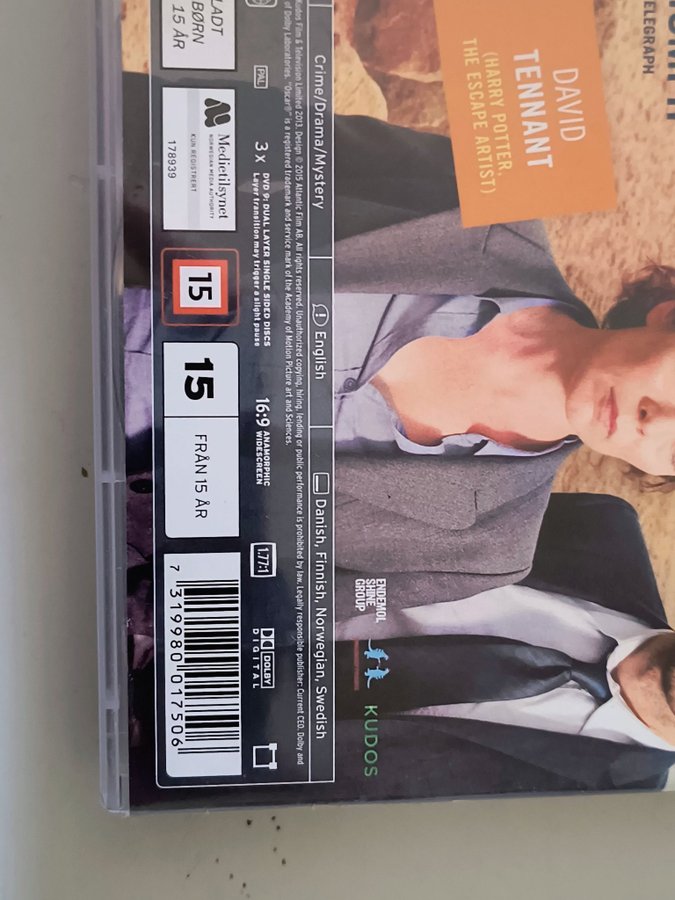 TELEGRAPH
DAVID
TENNANT
(HARRY POTTER,
THE ESCAPE ARTIST)
ENDEMOL
SHINE
GROUP
KUDOS
Crime/Drama/Mystery
English
Danish, Finnish, Norwegian, Swedish
Kudos Film & Television Limited 2013. Design © 2015 Atlantic Film AB. All rights reserved. Unauthorized copying, hiring, lending or public performance is prohibited by law. Legally responsible publisher: Current CEO. Dolby and
of Dolby Laboratories. "Oscar®" is a registered trademark and service mark of the Academy of Motion Picture art and Sciences.
PAL
3x
DVD 9: DUAL LAYER SINGLE SIDED DISCS
Layer transition may trigger a slight pause
16:9 ANAMORPHIC
WIDESCREEN
1.77:1
DOLBY
DIGITAL
LADT
BØRN
15 ÅR
Medietilsynet
NORWEGIAN MEDIA AUTHORITY
KUN REGISTRERT
178939
15
15
FRÅN 15 ÅR
7 319980 017506